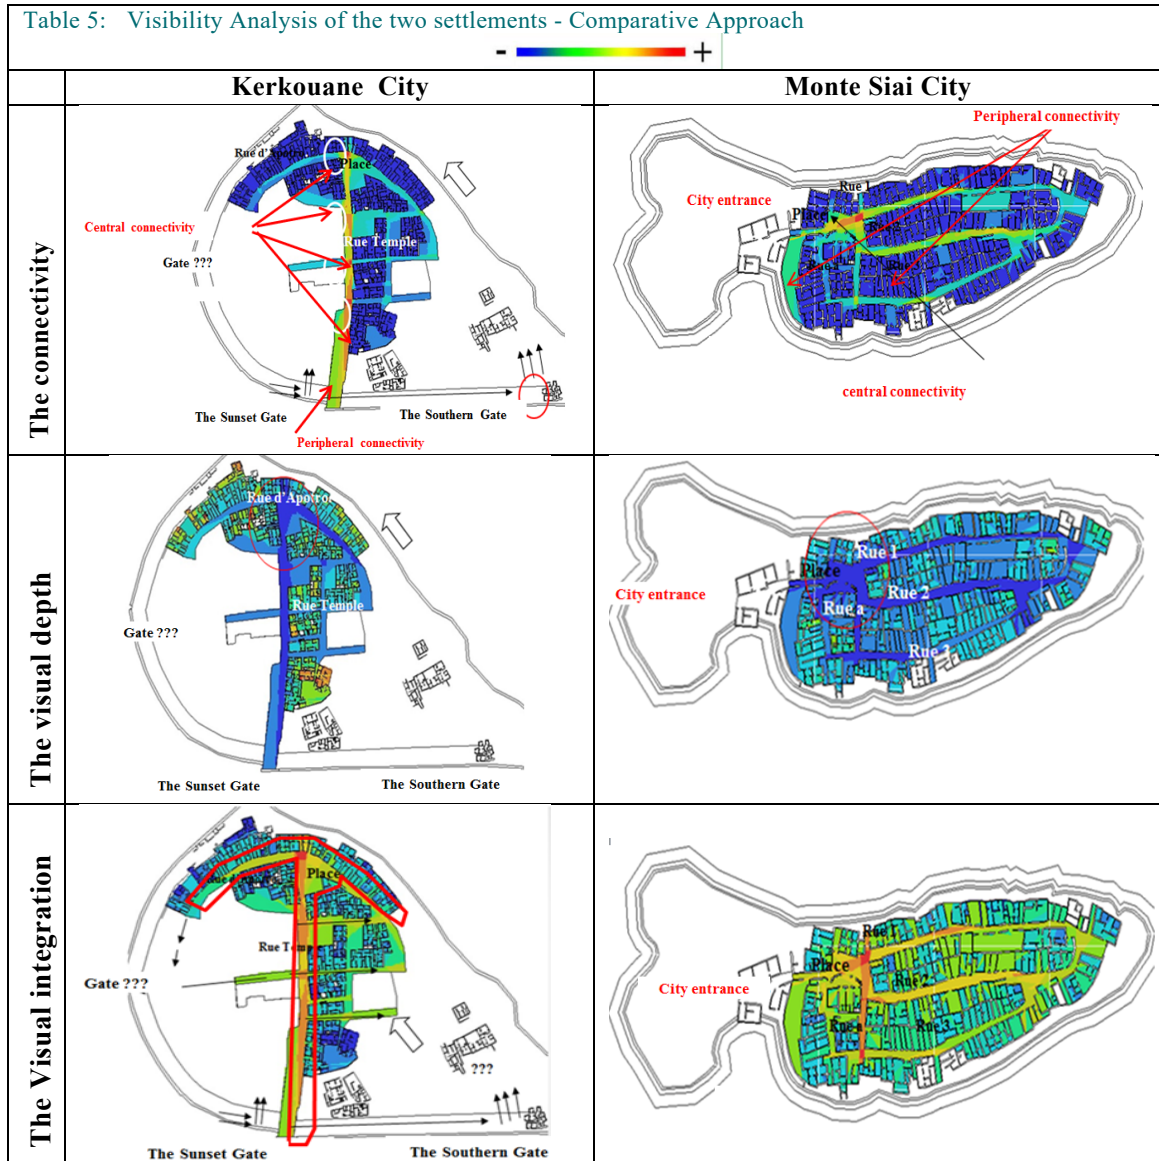 Table 5: Visibility Analysis of the two settlements - Comparative Approach
- +
Kerkouane City
Monte Siai City
The connectivity
Rue d'Apotro
Place
Central connectivity
Rue Temple
Gate ???
The Sunset Gate
The Southern Gate
Peripheral connectivity
Peripheral connectivity
City entrance
Rue 1
Place
central connectivity
The visual depth
Rue d'Apotro
Rue Temple
Gate ???
The Sunset Gate
The Southern Gate
City entrance
Rue 1
Place
Rue 2
Rue a
Rue 3
The Visual integration
Place
Rue
Gate ???
???
The Sunset Gate
The Southern Gate
City entrance
Rue 1
Place
Rue 2
Rue a
Rue 3